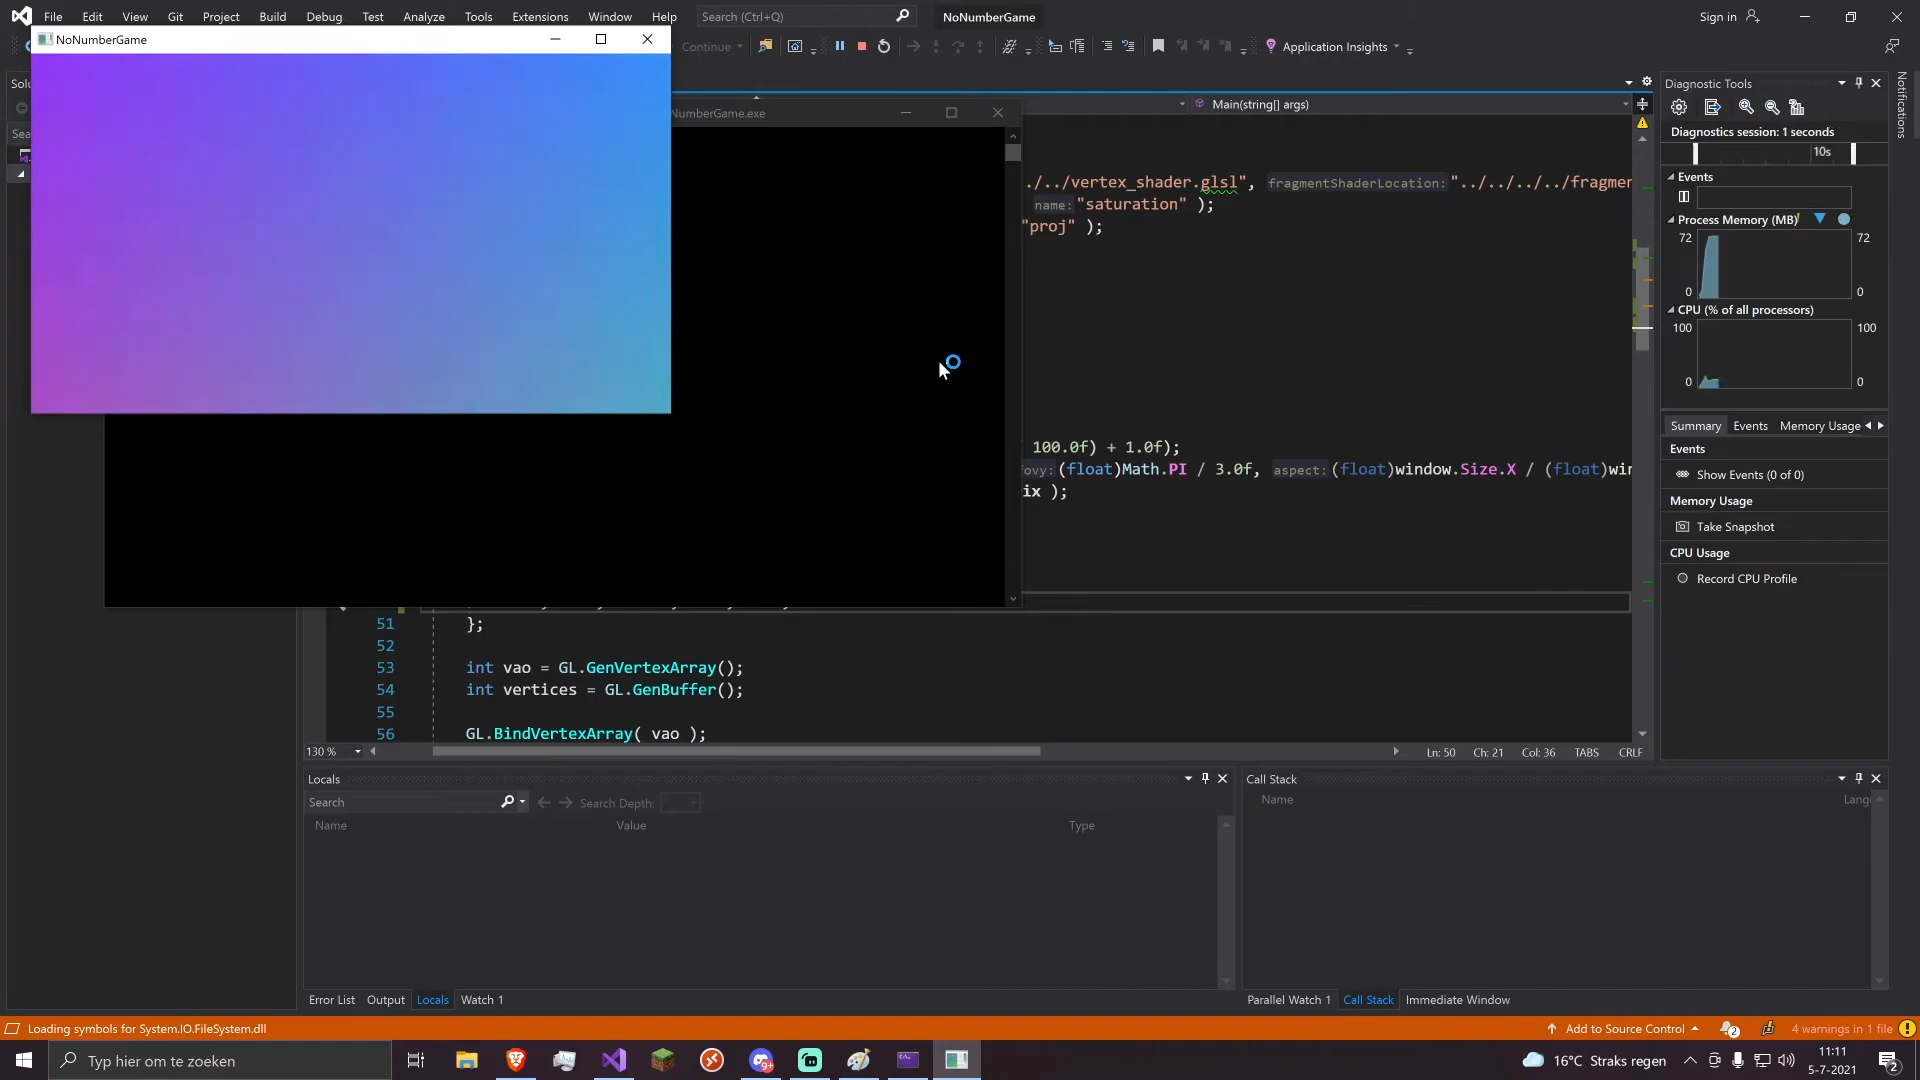 File Edit View Git Project Build Debug Test Analyze Tools Extensions Window Help Search (Ctrl+Q) NoNumberGame Sign in
NoNumberGame
Continue Application Insights
NumberGame.exe
Main(string[] args)
./../vertex_shader.glsl", fragmentShaderLocation: "../../../../fragmen
name: "saturation" );
"proj" );
100.0f) + 1.0f);
fovy: (float)Math.PI / 3.0f, aspect: (float)window.Size.X / (float)win
ix );
51 };
52
53 int vao = GL.GenVertexArray();
54 int vertices = GL.GenBuffer();
55
56 GL.BindVertexArray( vao );
130 % Ln: 50 Ch: 21 Col: 36 TABS CRLF
Diagnostic Tools
Diagnostics session: 1 seconds
10s
Events
Process Memory (MB)
72 72
0 0
CPU (% of all processors)
100 100
0 0
Summary Events Memory Usage
Events
Show Events (0 of 0)
Memory Usage
Take Snapshot
CPU Usage
Record CPU Profile
Notifications
Locals
Search Search Depth:
Name Value Type
Error List Output Locals Watch 1
Call Stack
Name Lang
Parallel Watch 1 Call Stack Immediate Window
Loading symbols for System.IO.FileSystem.dll Add to Source Control 2 4 warnings in 1 file
Typ hier om te zoeken 9+ 16°C Straks regen 11:11
5-7-2021 2